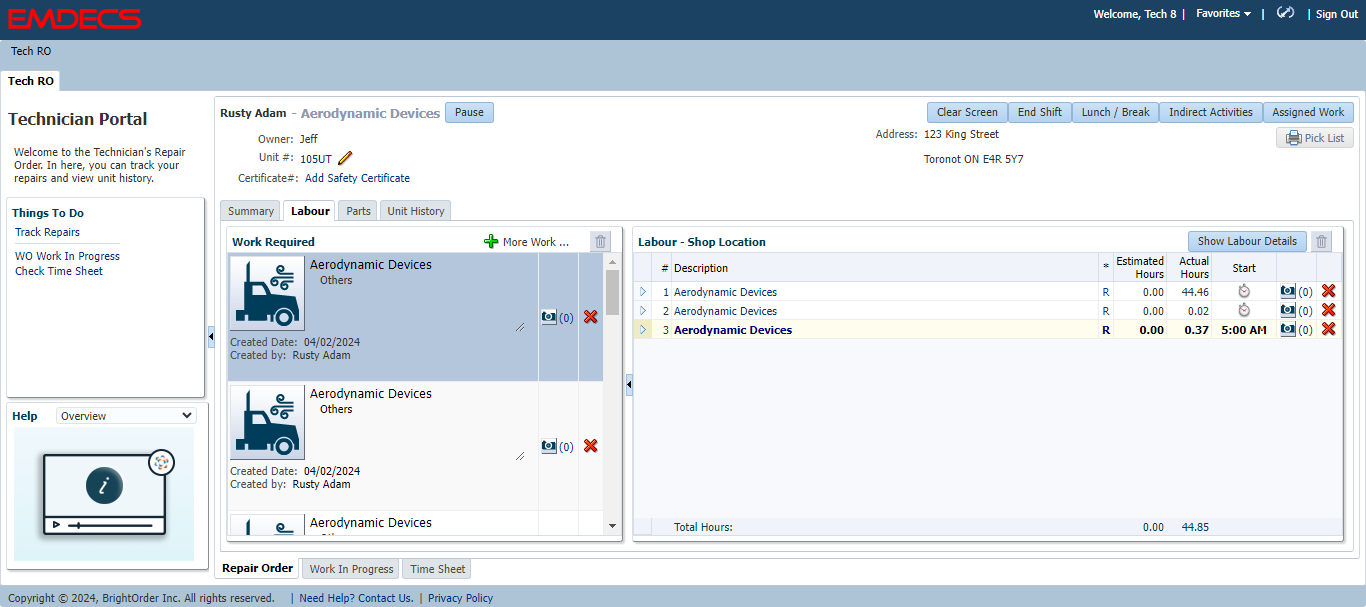 EMDECS
Welcome, Tech 8 | Favorites | | Sign Out
Tech RO
Tech RO
Technician Portal
Welcome to the Technician's Repair
Order. In here, you can track your
repairs and view unit history.
Things To Do
Track Repairs
WO Work In Progress
Check Time Sheet
Help Overview
i
Rusty Adam - Aerodynamic Devices Pause
Clear Screen End Shift Lunch / Break Indirect Activities Assigned Work
Owner: Jeff
Unit #: 105UT
Certificate#: Add Safety Certificate
Address: 123 King Street
Toronot ON E4R 5Y7
Pick List
Summary Labour Parts Unit History
Work Required More Work ...
Aerodynamic Devices
Others
(0)
Created Date: 04/02/2024
Created by: Rusty Adam
Aerodynamic Devices
Others
(0)
Created Date: 04/02/2024
Created by: Rusty Adam
Aerodynamic Devices
Labour - Shop Location Show Labour Details
# Description * Estimated Hours Actual Hours Start
1 Aerodynamic Devices R 0.00 44.46 (0)
2 Aerodynamic Devices R 0.00 0.02 (0)
3 Aerodynamic Devices R 0.00 0.37 5:00 AM (0)
Total Hours: 0.00 44.85
Repair Order Work In Progress Time Sheet
Copyright © 2024, BrightOrder Inc. All rights reserved. | Need Help? Contact Us. | Privacy Policy